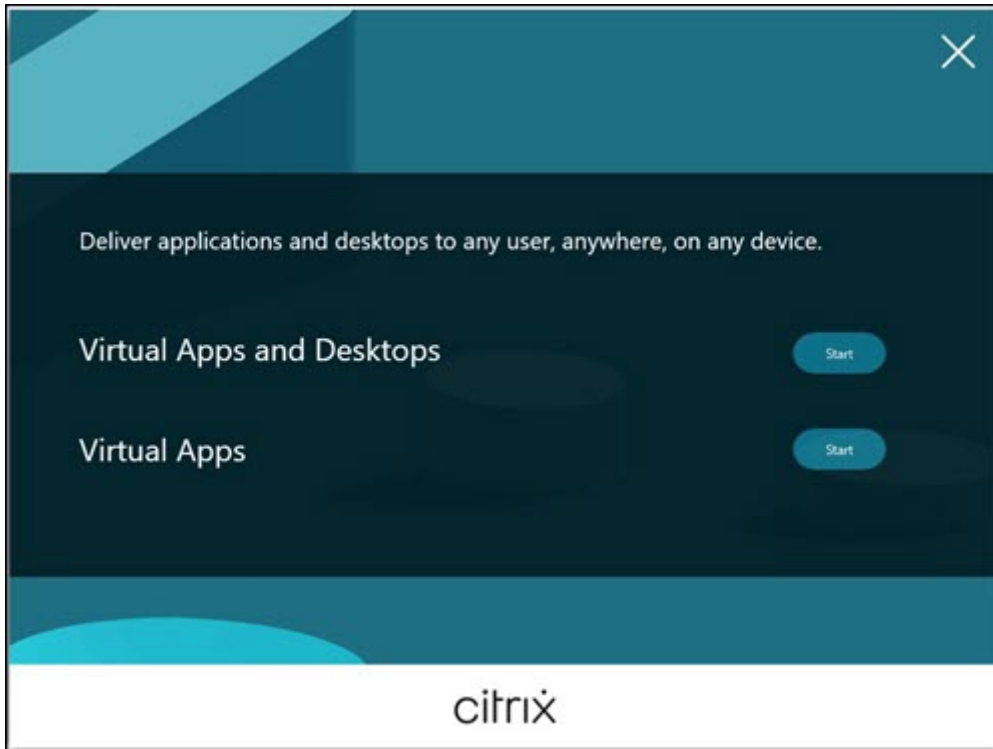 Deliver applications and desktops to any user, anywhere, on any device.
Virtual Apps and Desktops
Start
Virtual Apps
Start
citrix